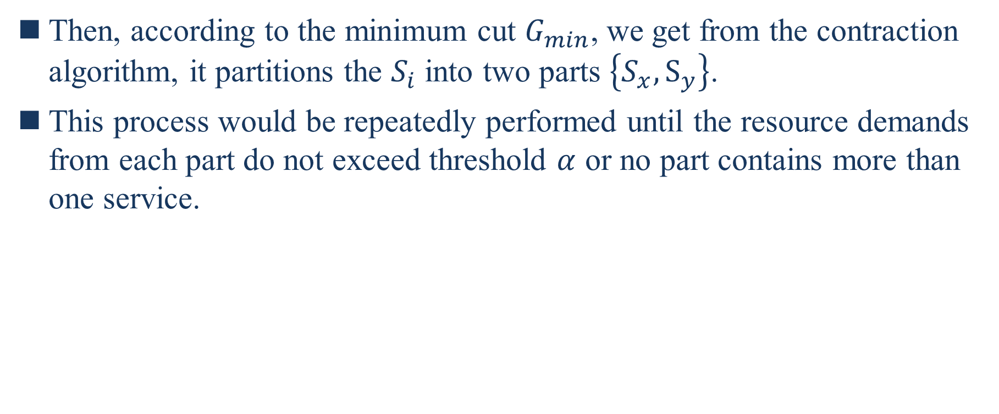 ■ Then, according to the minimum cut $G_{min}$, we get from the contraction
algorithm, it partitions the $S_i$ into two parts $\{S_x, \mathrm{S}_y\}$.
■ This process would be repeatedly performed until the resource demands
from each part do not exceed threshold $\alpha$ or no part contains more than
one service.